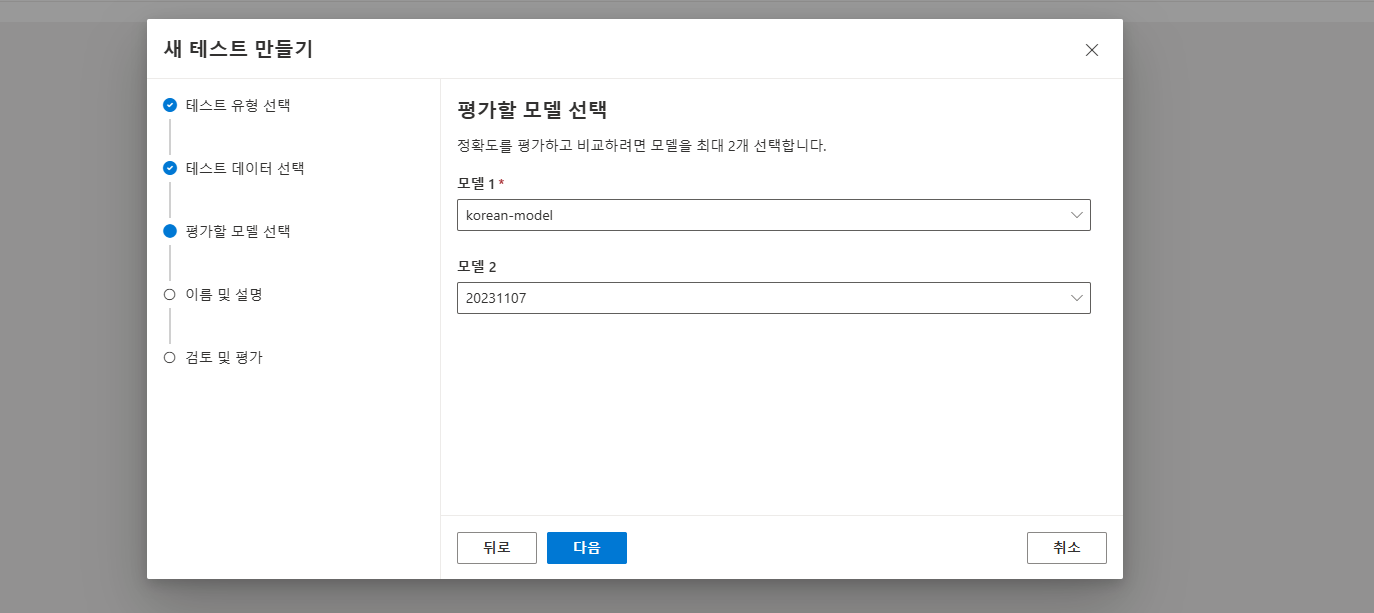 새 테스트 만들기
테스트 유형 선택
테스트 데이터 선택
평가할 모델 선택
이름 및 설명
검토 및 평가
평가할 모델 선택
정확도를 평가하고 비교하려면 모델을 최대 2개 선택합니다.
모델 1 *
korean-model
모델 2
20231107
뒤로
다음
취소